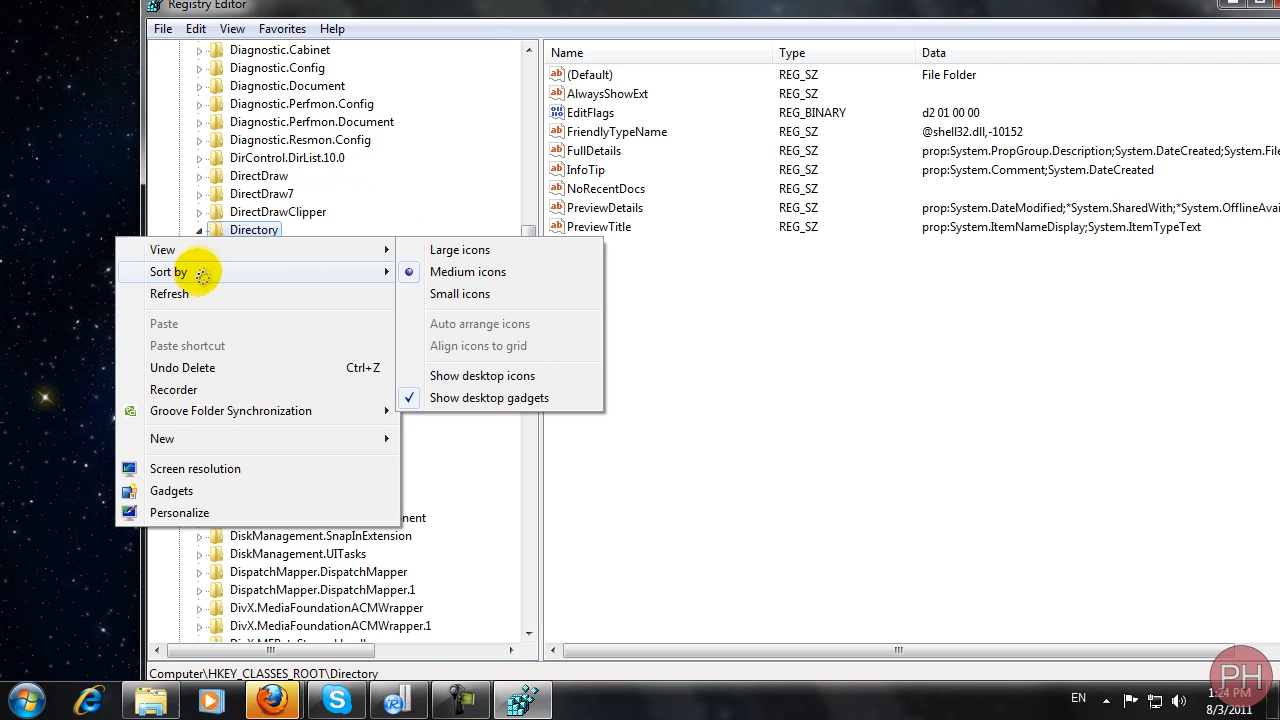 Registry Editor
File Edit View Favorites Help
Diagnostic.Cabinet
Diagnostic.Config
Diagnostic.Document
Diagnostic.Perfmon.Config
Diagnostic.Perfmon.Document
Diagnostic.Resmon.Config
DirControl.DirList.10.0
DirectDraw
DirectDraw7
DirectDrawClipper
Directory
Name Type Data
(Default) REG_SZ File Folder
AlwaysShowExt REG_SZ
EditFlags REG_BINARY d2 01 00 00
FriendlyTypeName REG_SZ @shell32.dll,-10152
FullDetails REG_SZ prop:System.PropGroup.Description;System.DateCreated;System.File
InfoTip REG_SZ prop:System.Comment;System.DateCreated
NoRecentDocs REG_SZ
PreviewDetails REG_SZ prop:System.DateModified;*System.SharedWith;*System.OfflineAvai
PreviewTitle REG_SZ prop:System.ItemNameDisplay;System.ItemTypeText
View
Sort by
Refresh
Paste
Paste shortcut
Undo Delete Ctrl+Z
Recorder
Groove Folder Synchronization
New
Screen resolution
Gadgets
Personalize
Large icons
Medium icons
Small icons
Auto arrange icons
Align icons to grid
Show desktop icons
Show desktop gadgets
DiskManagement.SnapInExtension
DiskManagement.UITasks
DispatchMapper.DispatchMapper
DispatchMapper.DispatchMapper.1
DivX.MediaFoundationACMWrapper
DivX.MediaFoundationACMWrapper.1
Computer\HKEY_CLASSES_ROOT\Directory
EN
1:24 PM
8/3/2011
PH